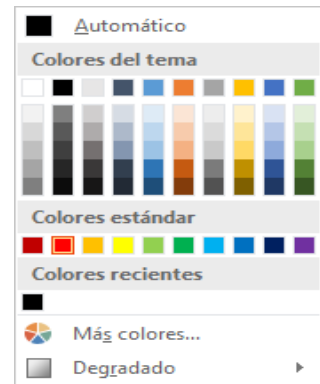 Automático
Colores del tema
Colores estándar
Colores recientes
Más colores...
Degradado